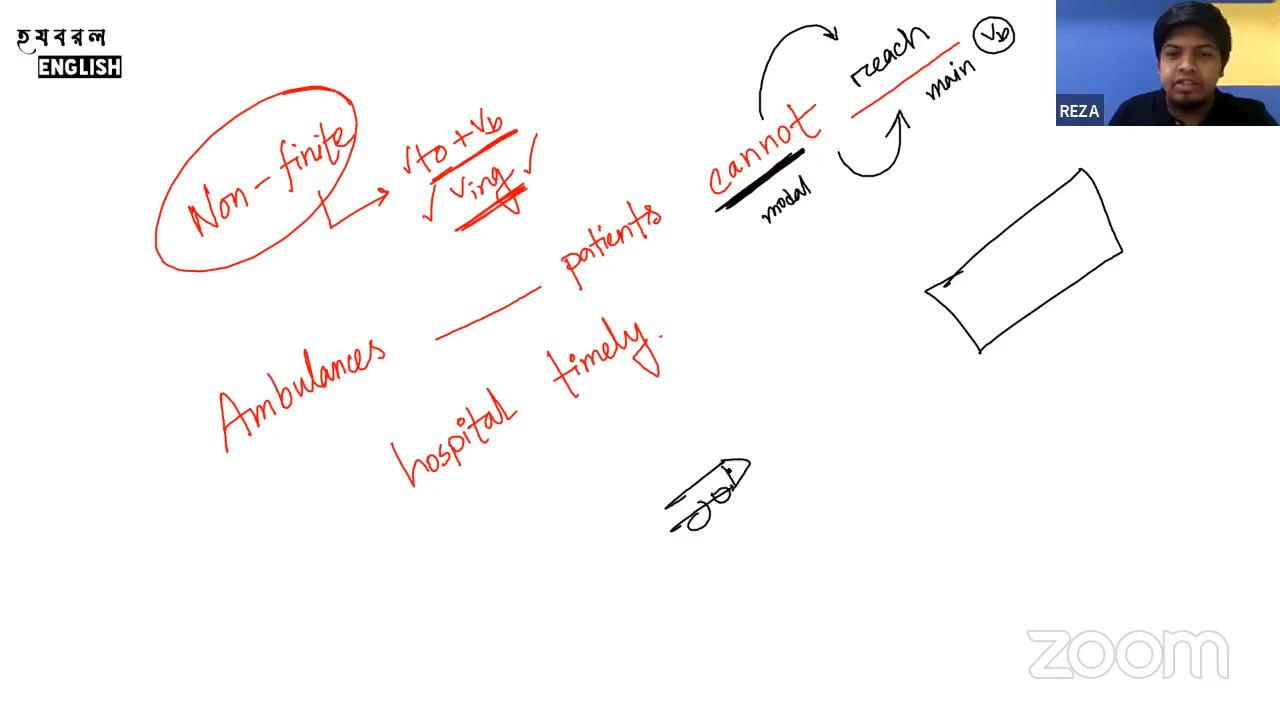 হযবরল
ENGLISH
REZA
Non-finite
√to + Vb
√ Ving ✓
cannot reach
modal main Vb
Ambulances ——— patients
hospital timely.
zoom